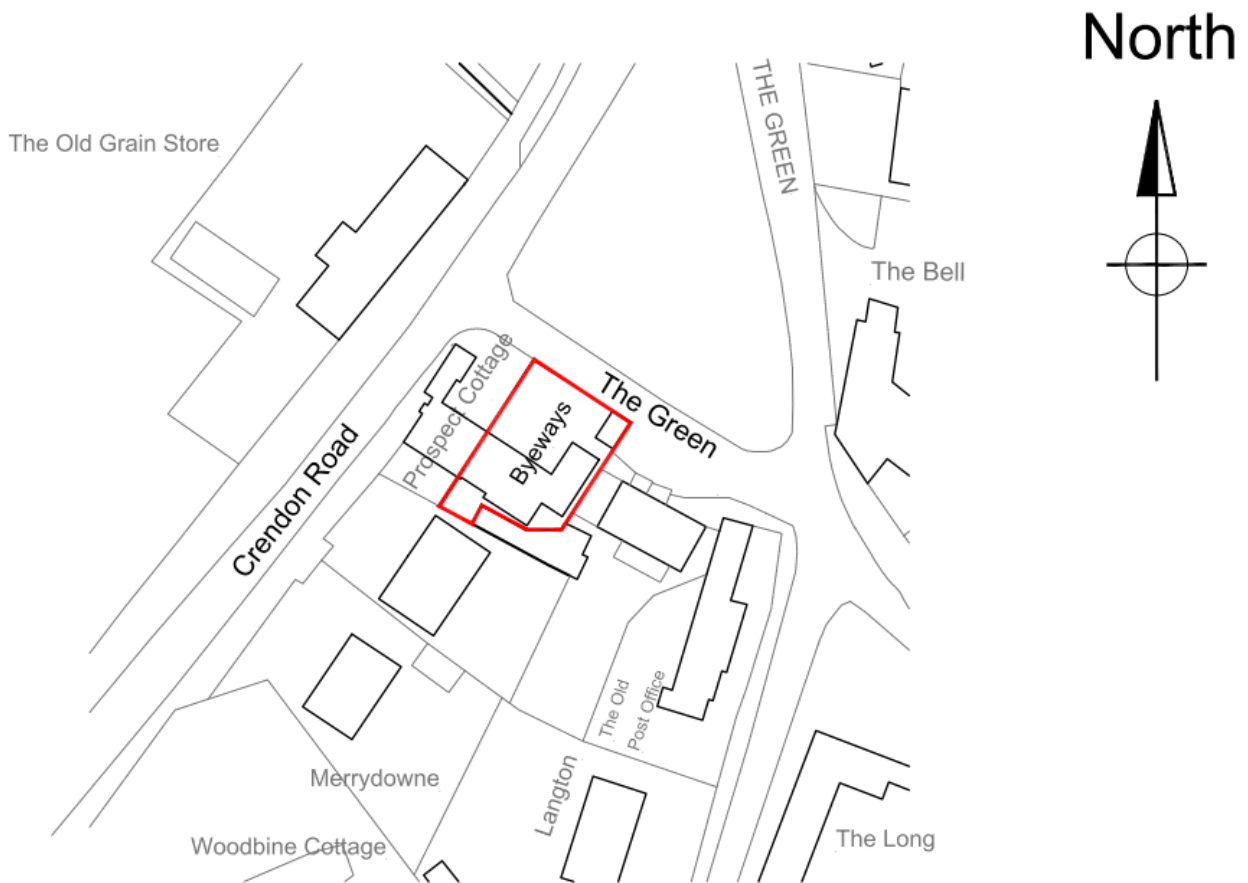 North
THE GREEN
The Old Grain Store
The Bell
Prospect Cottage
The Green
Byeways
Crendon Road
The Old
Post Office
Merrydowne
Langton
Woodbine Cottage
The Long